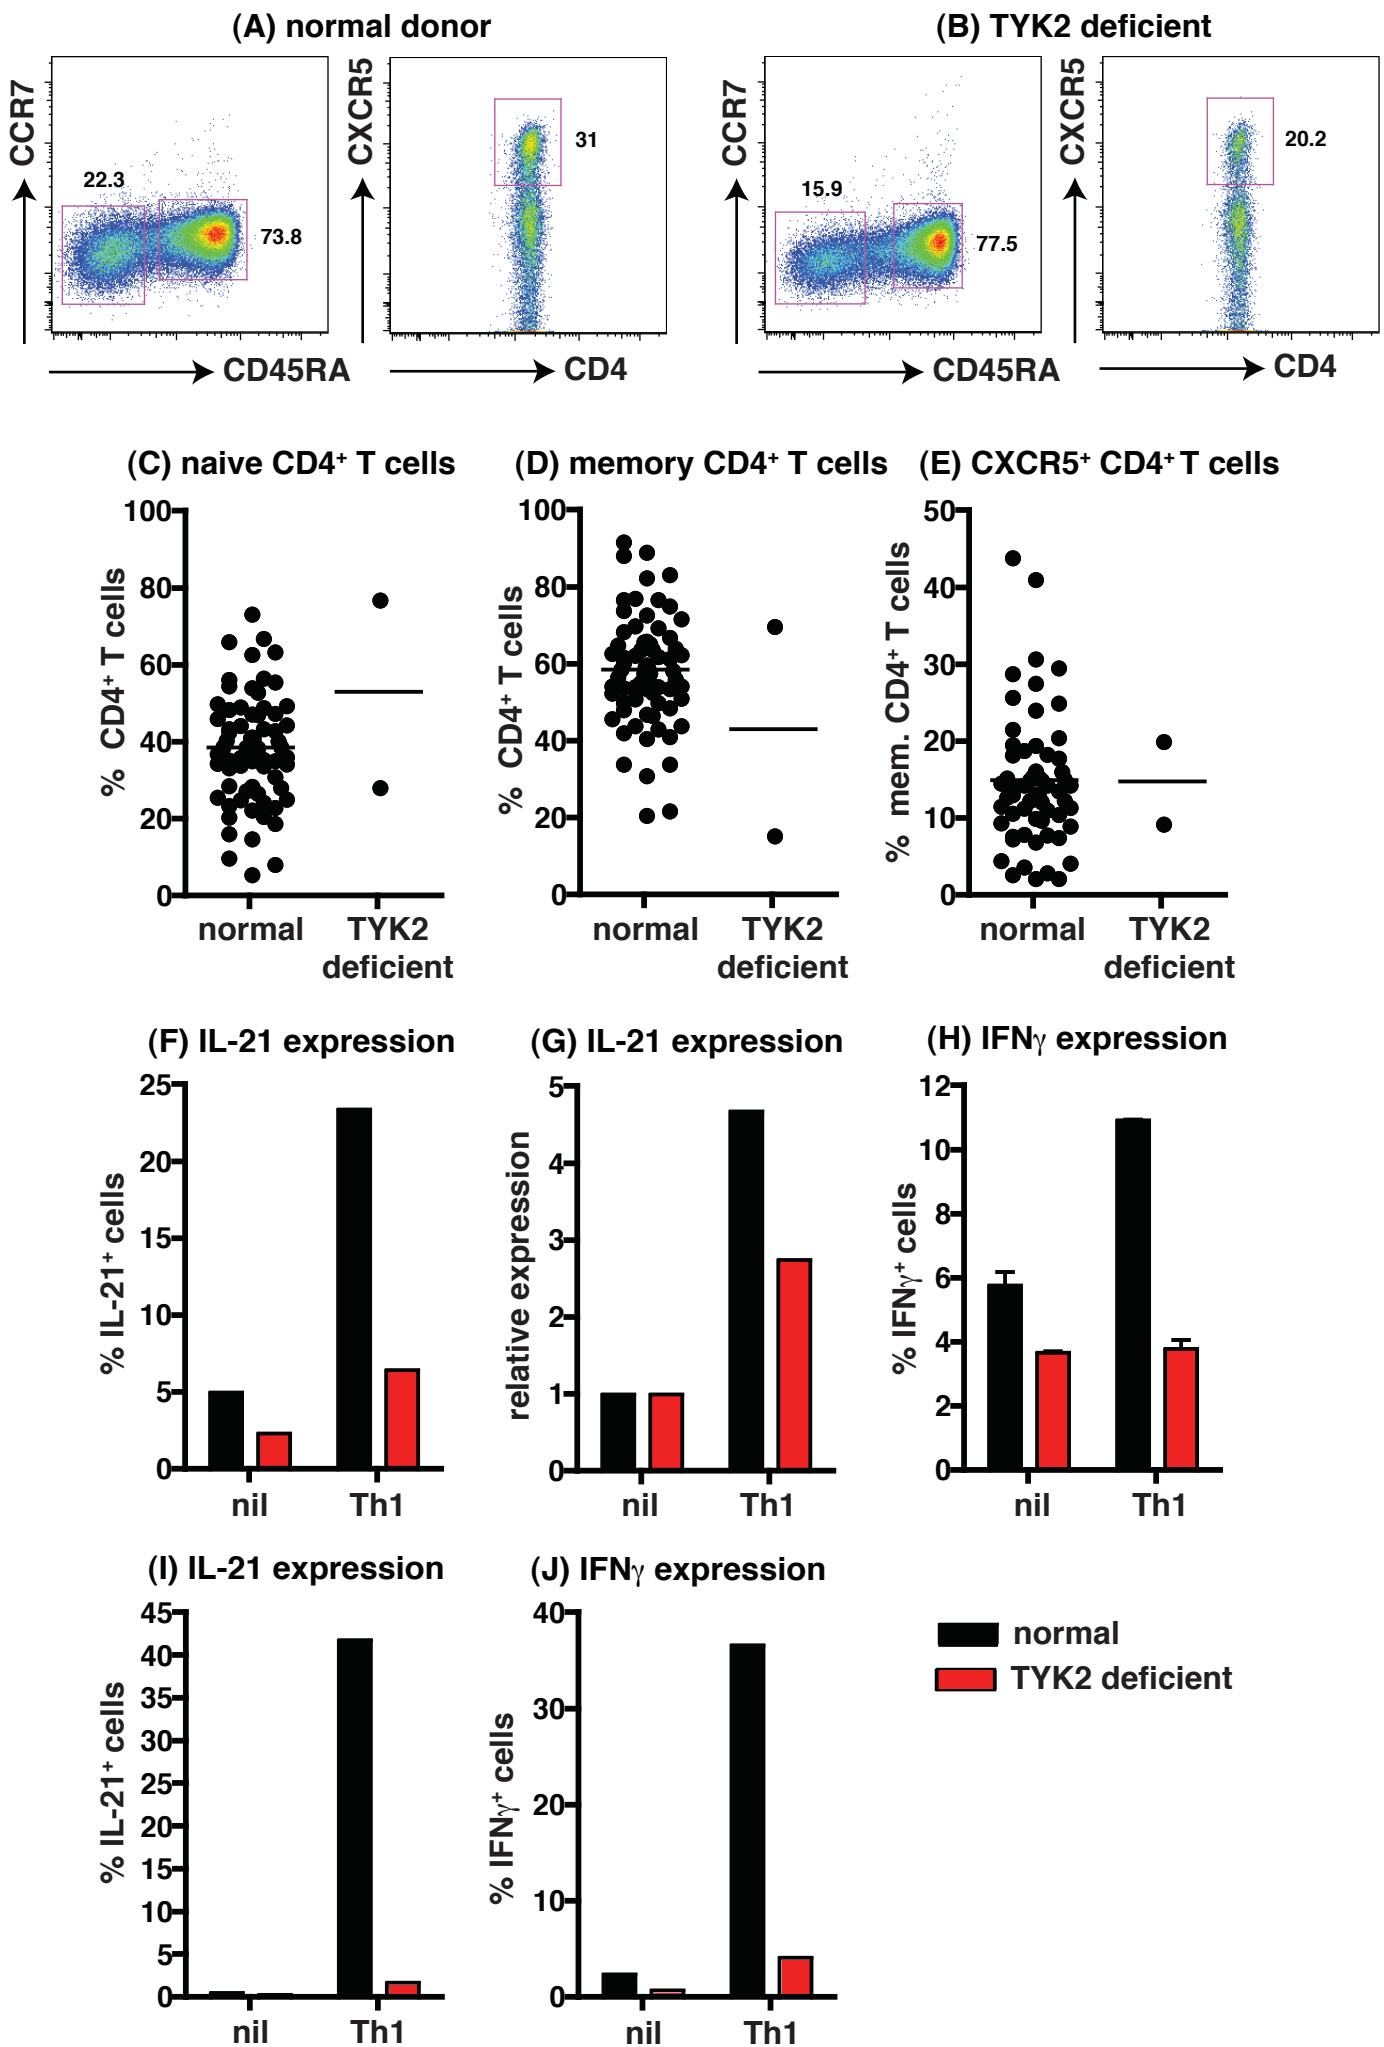 (A) normal donor
(B) TYK2 deficient
CCR7
22.3
73.8
CD45RA
CXCR5
31
CD4
CCR7
15.9
77.5
CD45RA
CXCR5
20.2
CD4
(C) naive CD4+ T cells
% CD4+ T cells
100
80
60
40
20
0
normal
TYK2
deficient
(D) memory CD4+ T cells
% CD4+ T cells
100
80
60
40
20
0
normal
TYK2
deficient
(E) CXCR5+ CD4+ T cells
% mem. CD4+ T cells
50
40
30
20
10
0
normal
TYK2
deficient
(F) IL-21 expression
% IL-21+ cells
25
20
15
10
5
0
nil
Th1
(G) IL-21 expression
relative expression
5
4
3
2
1
0
nil
Th1
(H) IFNγ expression
% IFNγ+ cells
12
10
8
6
4
2
0
nil
Th1
(I) IL-21 expression
% IL-21+ cells
45
40
35
30
25
20
15
10
5
0
nil
Th1
(J) IFNγ expression
% IFNγ+ cells
40
30
20
10
0
nil
Th1
normal
TYK2 deficient